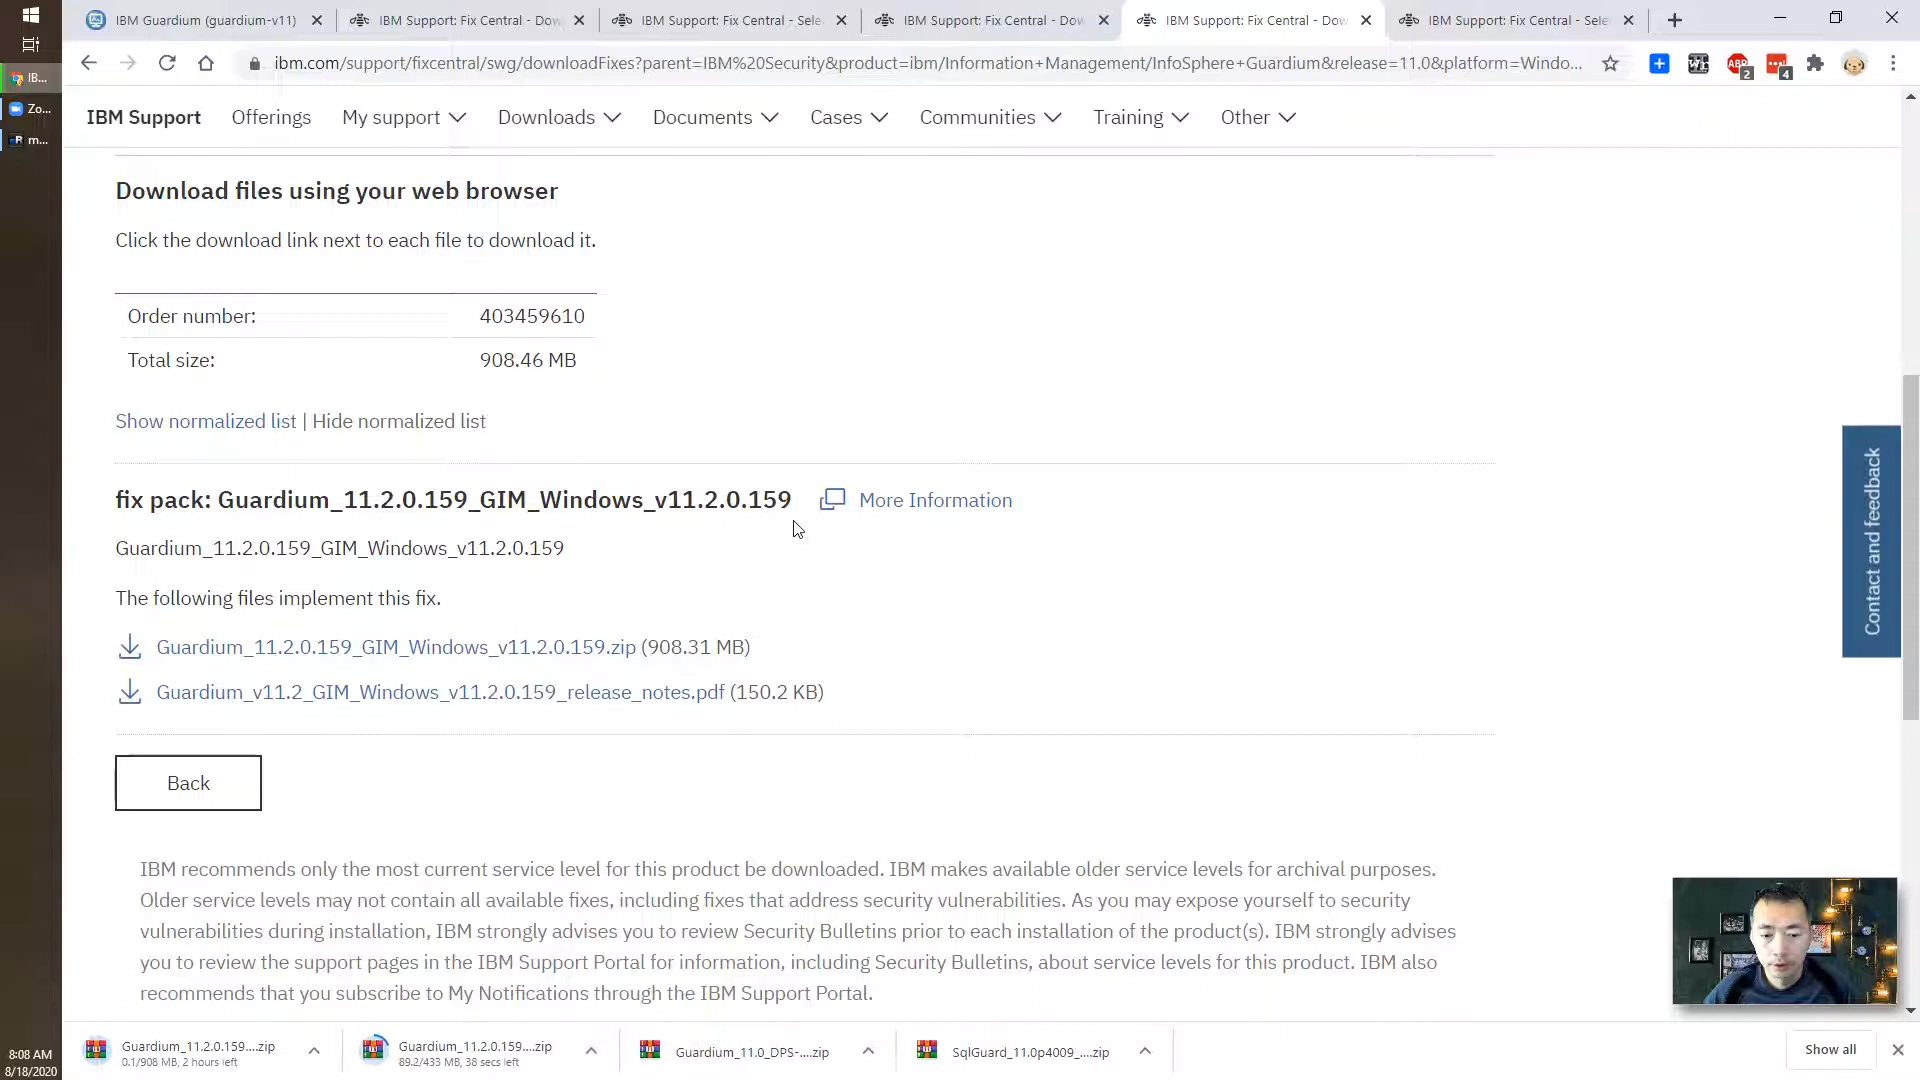 IBM Guardium (guardium-v11)
IBM Support: Fix Central - Dow
IBM Support: Fix Central - Sele
IBM Support: Fix Central - Dow
IBM Support: Fix Central - Dow
IBM Support: Fix Central - Sele
ibm.com/support/fixcentral/swg/downloadFixes?parent=IBM%20Security&product=ibm/Information+Management/InfoSphere+Guardium&release=11.0&platform=Windo...
2
4
IB...
Zo...
m...
IBM Support
Offerings
My support
Downloads
Documents
Cases
Communities
Training
Other
Download files using your web browser
Click the download link next to each file to download it.
Order number: 403459610
Total size: 908.46 MB
Show normalized list | Hide normalized list
fix pack: Guardium_11.2.0.159_GIM_Windows_v11.2.0.159
More Information
Guardium_11.2.0.159_GIM_Windows_v11.2.0.159
The following files implement this fix.
Guardium_11.2.0.159_GIM_Windows_v11.2.0.159.zip (908.31 MB)
Guardium_v11.2_GIM_Windows_v11.2.0.159_release_notes.pdf (150.2 KB)
Back
Contact and feedback
IBM recommends only the most current service level for this product be downloaded. IBM makes available older service levels for archival purposes.
Older service levels may not contain all available fixes, including fixes that address security vulnerabilities. As you may expose yourself to security
vulnerabilities during installation, IBM strongly advises you to review Security Bulletins prior to each installation of the product(s). IBM strongly advises
you to review the support pages in the IBM Support Portal for information, including Security Bulletins, about service levels for this product. IBM also
recommends that you subscribe to My Notifications through the IBM Support Portal.
Guardium_11.2.0.159....zip
0.1/908 MB, 2 hours left
Guardium_11.2.0.159....zip
89.2/433 MB, 38 secs left
Guardium_11.0_DPS-....zip
SqlGuard_11.0p4009_....zip
Show all
8:08 AM
8/18/2020